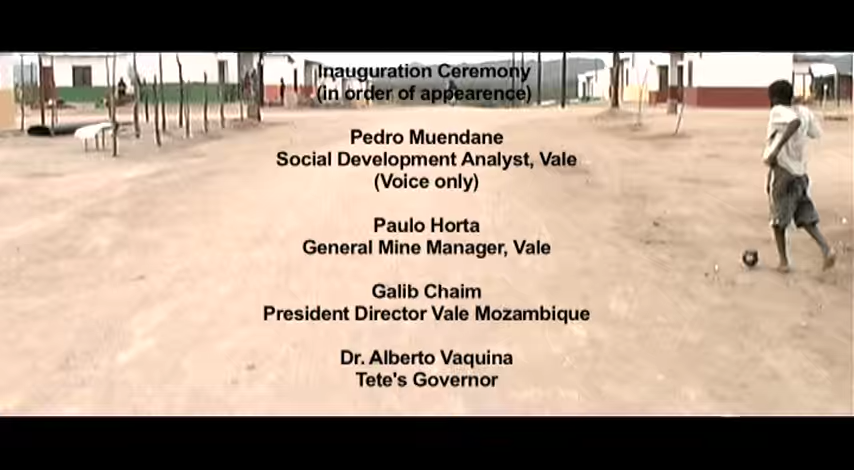 Inauguration Ceremony
(in order of appearence)
Pedro Muendane
Social Development Analyst, Vale
(Voice only)
Paulo Horta
General Mine Manager, Vale
Galib Chaim
President Director Vale Mozambique
Dr. Alberto Vaquina
Tete's Governor